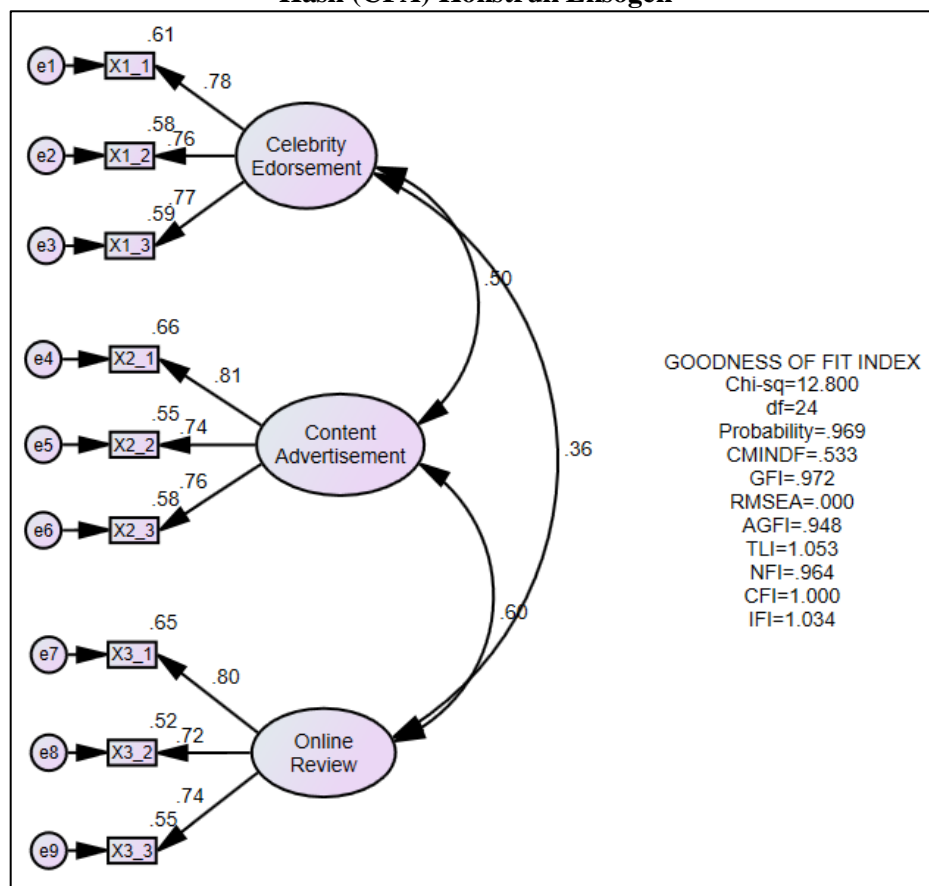 Hasil (CFA) Konstruk Eksogen
.61
e1
X1_1
.78
.58
.76
e2
X1_2
Celebrity
Edorsement
.77
.59
e3
X1_3
.50
.66
e4
X2_1
.81
.55
.74
e5
X2_2
Content
Advertisement
.76
.58
e6
X2_3
.36
.60
.65
e7
X3_1
.80
.52
.72
e8
X3_2
Online
Review
.74
.55
e9
X3_3
GOODNESS OF FIT INDEX
Chi-sq=12.800
df=24
Probability=.969
CMINDF=.533
GFI=.972
RMSEA=.000
AGFI=.948
TLI=1.053
NFI=.964
CFI=1.000
IFI=1.034